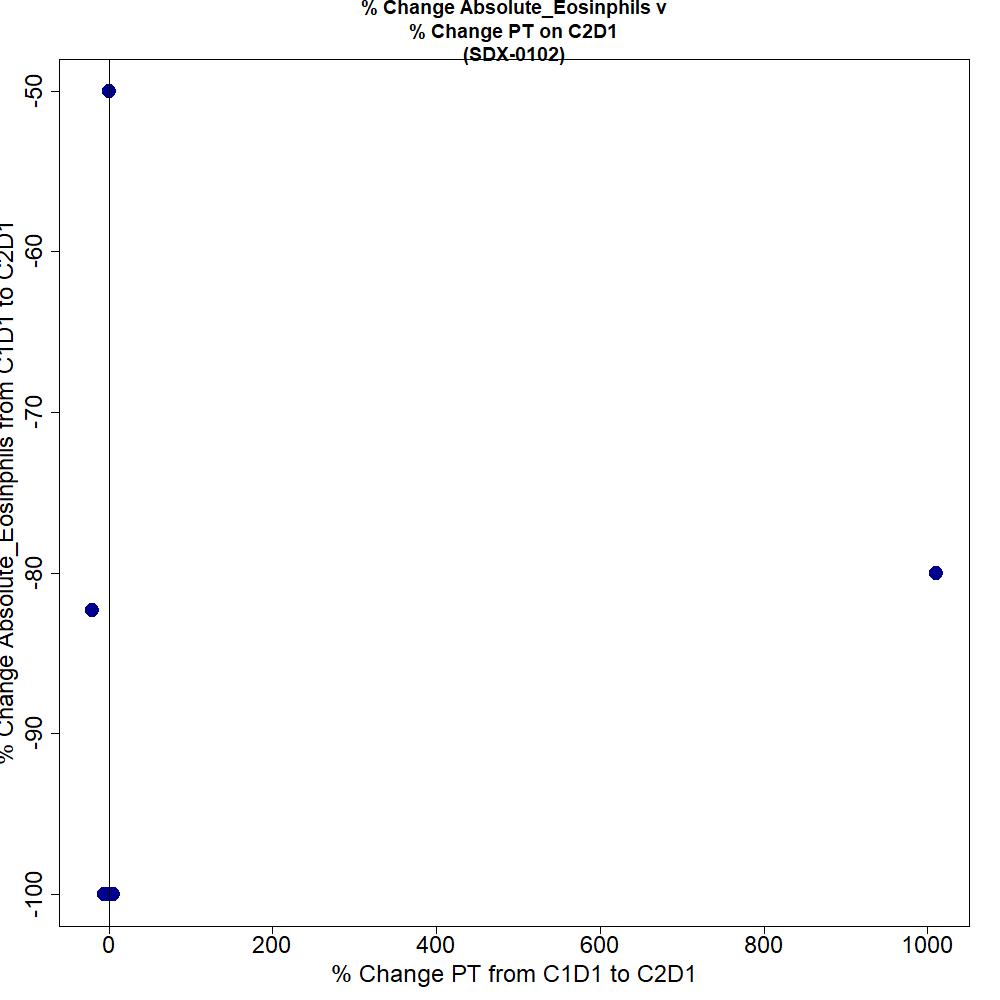 % Change Absolute_Eosinphils v
% Change PT on C2D1
(SDX-0102)
% Change Absolute_Eosinphils from C1D1 to C2D1
-50
-60
-70
-80
-90
-100
0 200 400 600 800 1000
% Change PT from C1D1 to C2D1